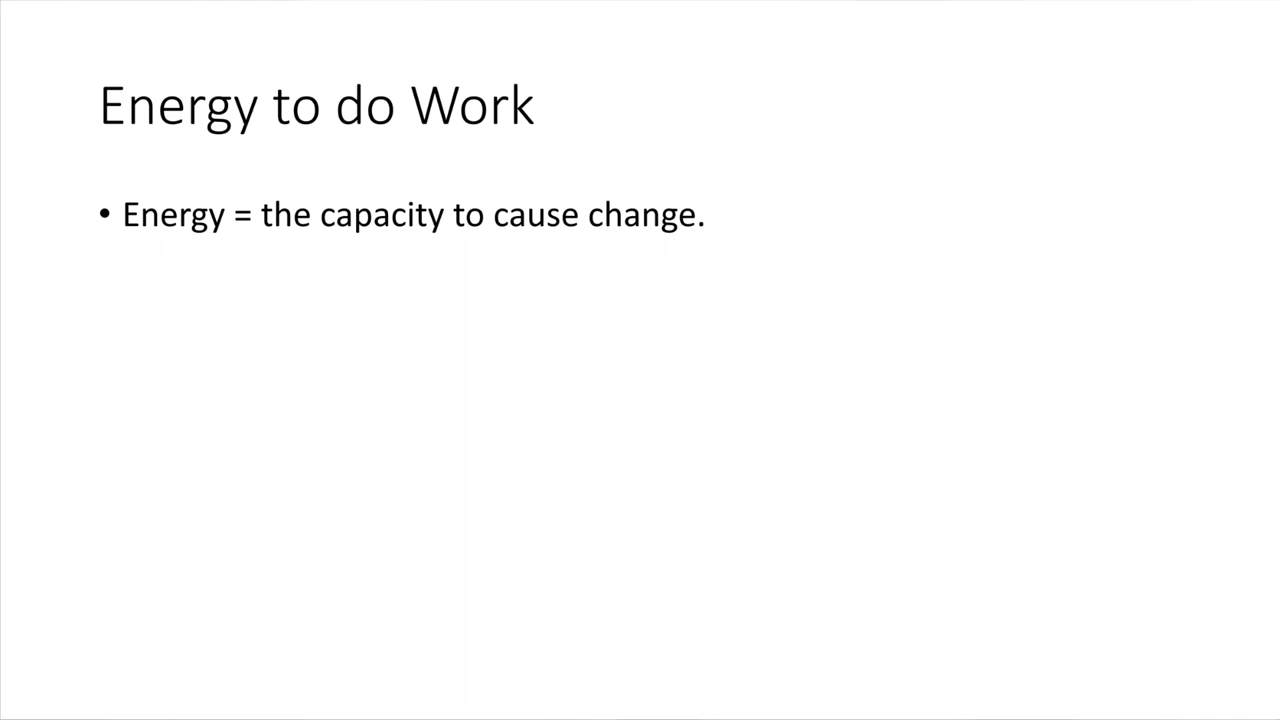 Energy to do Work
• Energy = the capacity to cause change.